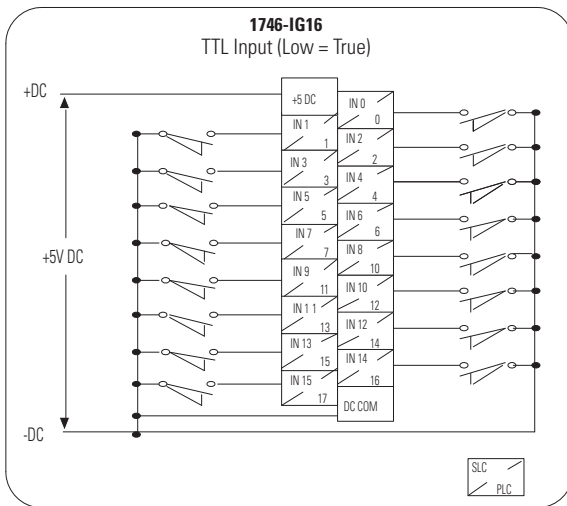 1746-IG16
TTL Input (Low = True)
+DC
+5 DC
IN 0
0
IN 1
1
IN 2
2
IN 3
3
IN 4
4
IN 5
5
IN 6
6
IN 7
7
+5V DC
IN 8
10
IN 9
11
IN 10
12
IN 1 1
13
IN 12
14
IN 13
15
IN 14
16
IN 15
17
DC COM
-DC
SLC
PLC